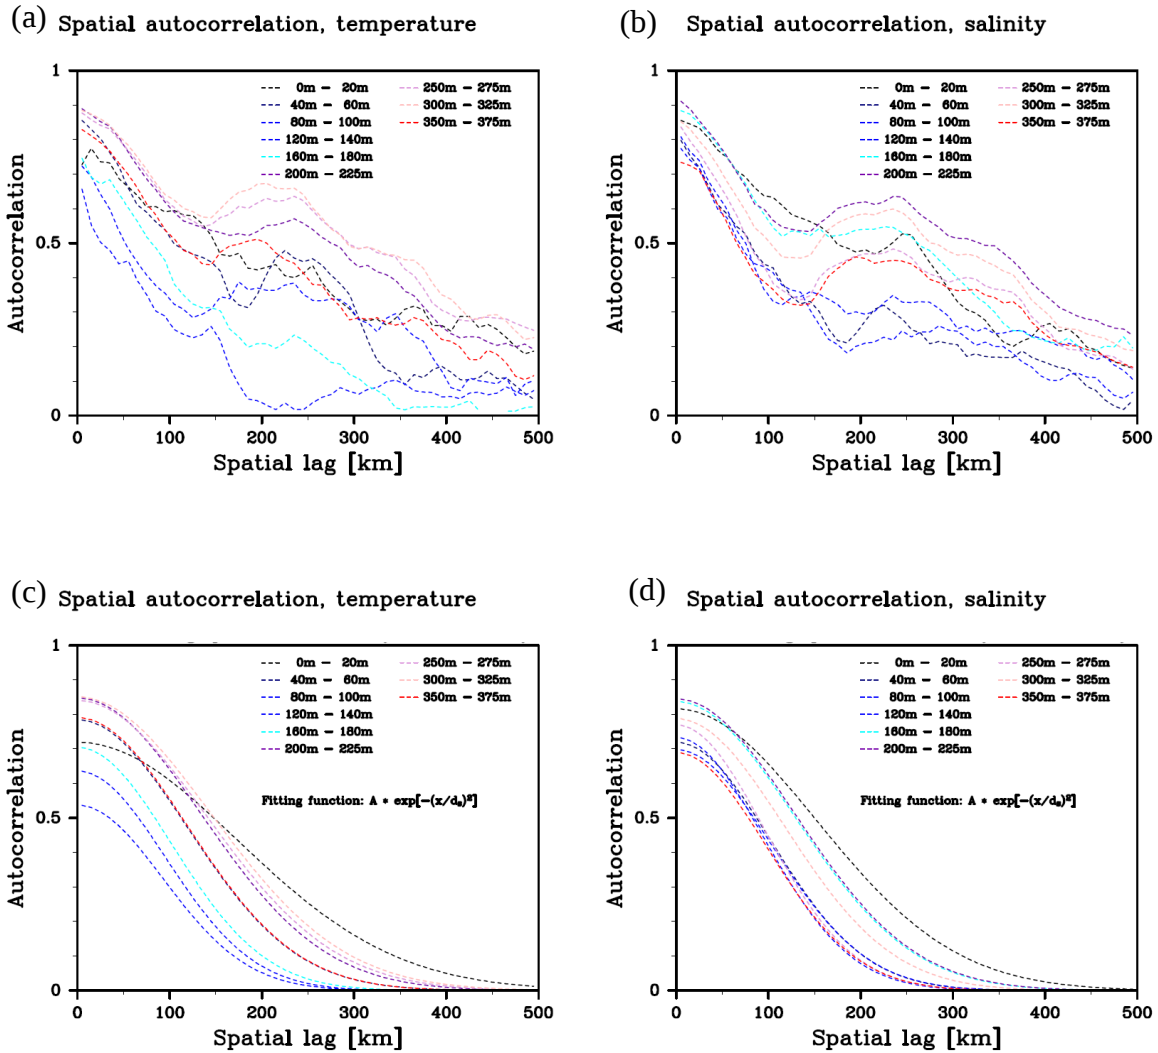 (a) Spatial autocorrelation, temperature
1
0.5
0
Autocorrelation
0m - 20m
40m - 60m
80m - 100m
120m - 140m
160m - 180m
200m - 225m
250m - 275m
300m - 325m
350m - 375m
0 100 200 300 400 500
Spatial lag [km]
(b) Spatial autocorrelation, salinity
1
0.5
0
Autocorrelation
0m - 20m
40m - 60m
80m - 100m
120m - 140m
160m - 180m
200m - 225m
250m - 275m
300m - 325m
350m - 375m
0 100 200 300 400 500
Spatial lag [km]
(c) Spatial autocorrelation, temperature
1
0.5
0
Autocorrelation
0m - 20m
40m - 60m
80m - 100m
120m - 140m
160m - 180m
200m - 225m
250m - 275m
300m - 325m
350m - 375m
Fitting function: A * exp[-(x/dₑ)²]
0 100 200 300 400 500
Spatial lag [km]
(d) Spatial autocorrelation, salinity
1
0.5
0
Autocorrelation
0m - 20m
40m - 60m
80m - 100m
120m - 140m
160m - 180m
200m - 225m
250m - 275m
300m - 325m
350m - 375m
Fitting function: A * exp[-(x/dₑ)²]
0 100 200 300 400 500
Spatial lag [km]